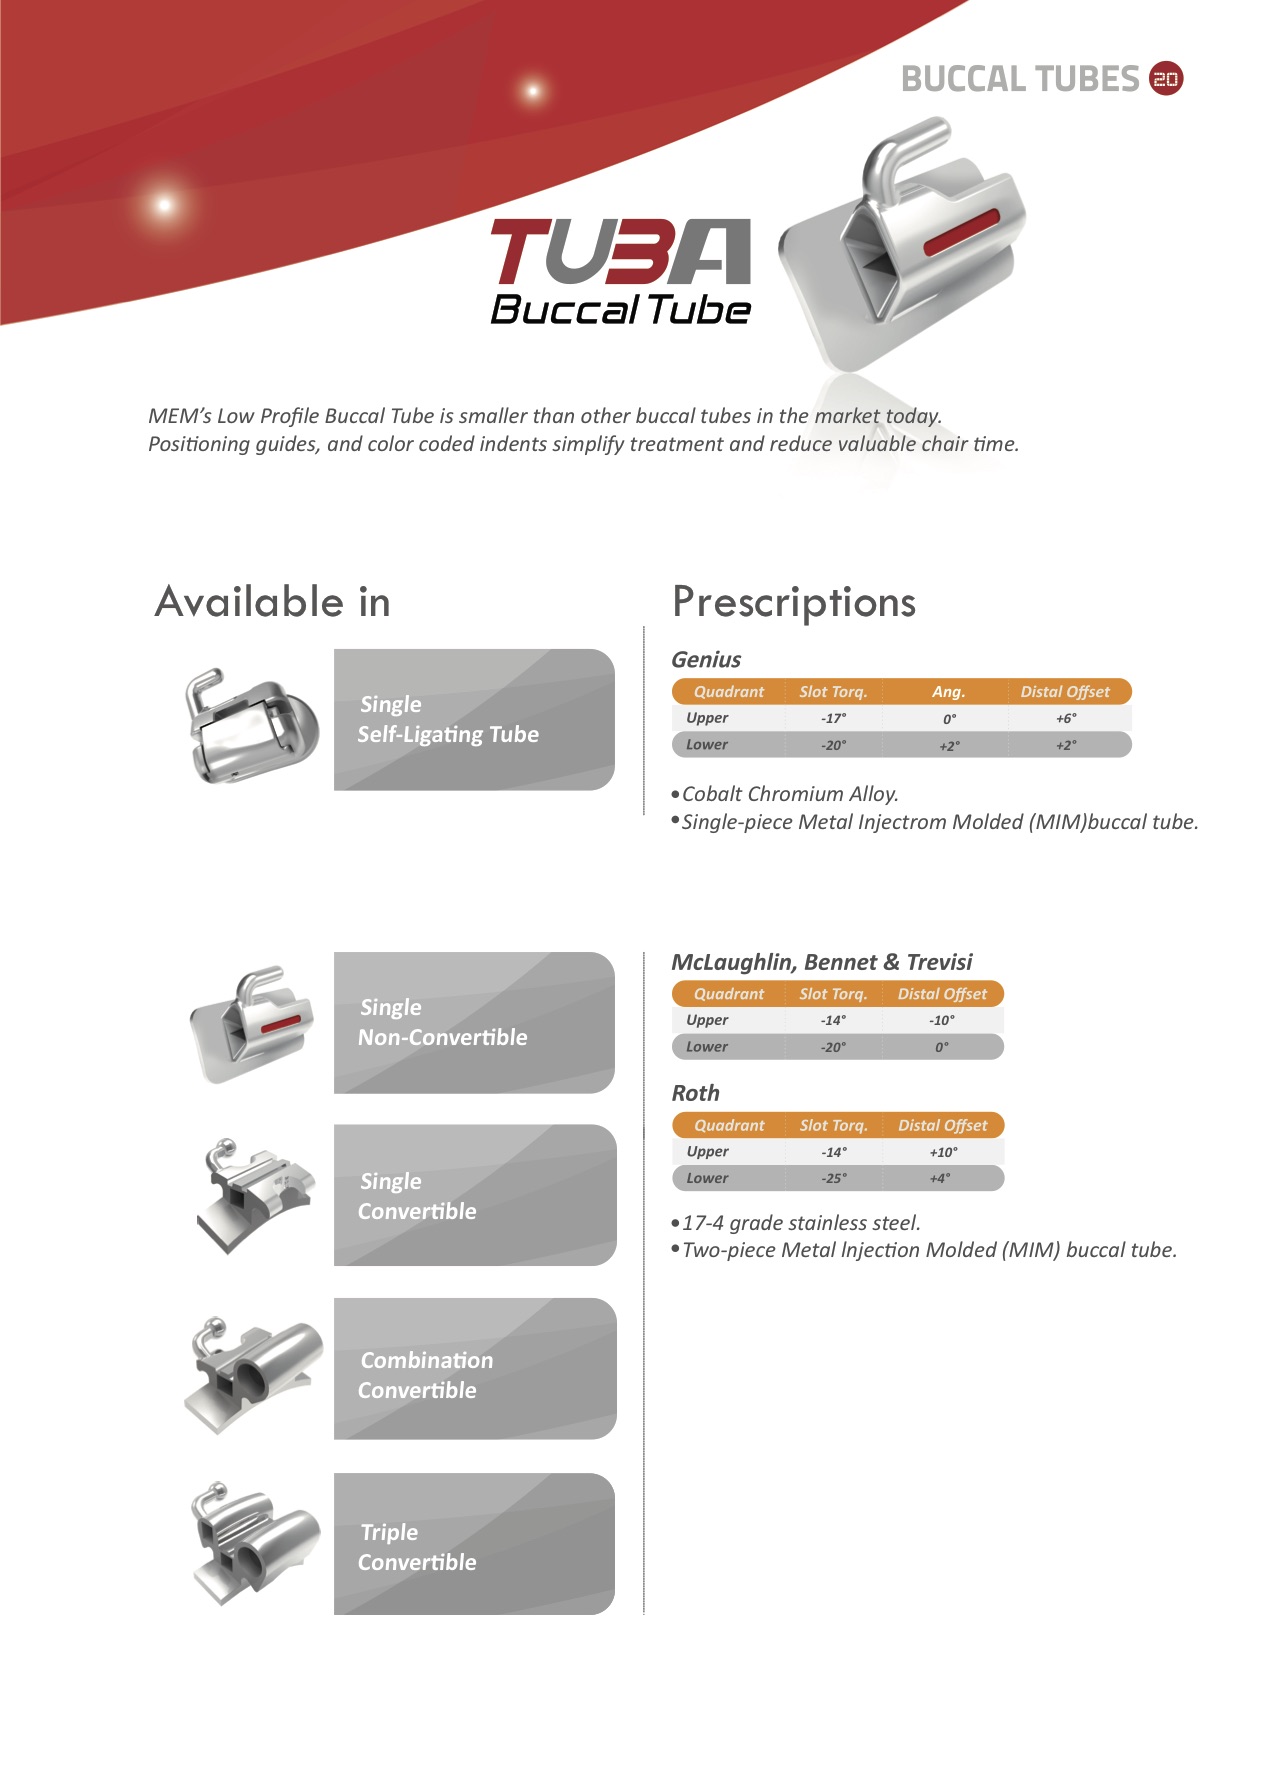 BUCCAL TUBES 20
TUBA
Buccal Tube
MEM’s Low Profile Buccal Tube is smaller than other buccal tubes in the market today.
Positioning guides, and color coded indents simplify treatment and reduce valuable chair time.
Available in
Single
Self-Ligating Tube
Single
Non-Convertible
Single
Convertible
Combination
Convertible
Triple
Convertible
Prescriptions
Genius
Quadrant Slot Torq. Ang. Distal Offset
Upper -17° 0° +6°
Lower -20° +2° +2°
•Cobalt Chromium Alloy.
•Single-piece Metal Injectrom Molded (MIM)buccal tube.
McLaughlin, Bennet & Trevisi
Quadrant Slot Torq. Distal Offset
Upper -14° -10°
Lower -20° 0°
Roth
Quadrant Slot Torq. Distal Offset
Upper -14° +10°
Lower -25° +4°
•17-4 grade stainless steel.
•Two-piece Metal lnjection Molded (MIM) buccal tube.